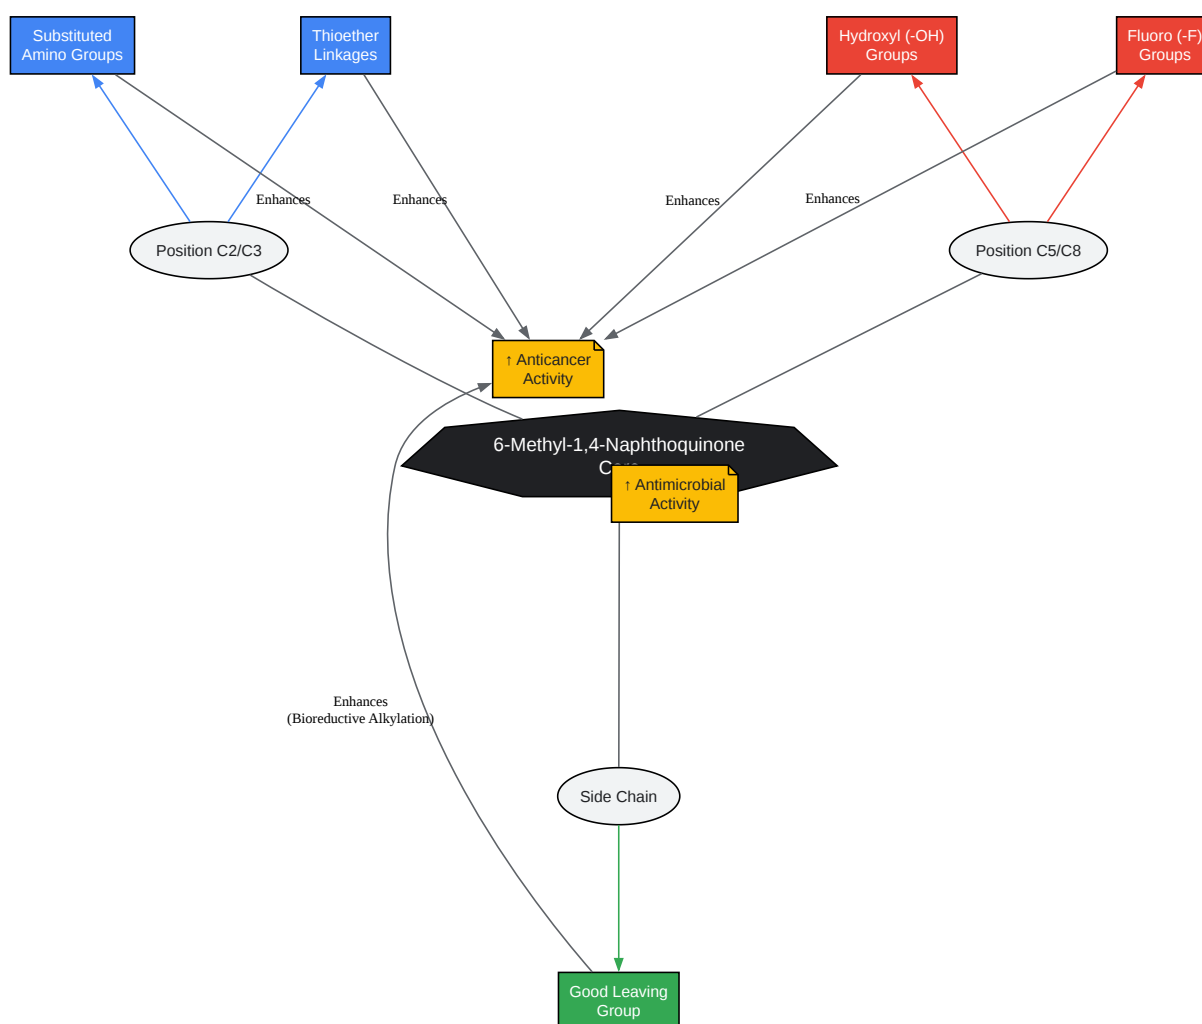 Substituted
Amino Groups
Thioether
Linkages
Hydroxyl (-OH)
Groups
Fluoro (-F)
Groups
Enhances
Enhances
Enhances
Enhances
Position C2/C3
Position C5/C8
↑ Anticancer
Activity
6-Methyl-1,4-Naphthoquinone
↑ Antimicrobial
Activity
Enhances
(Bioreductive Alkylation)
Side Chain
Good Leaving
Group